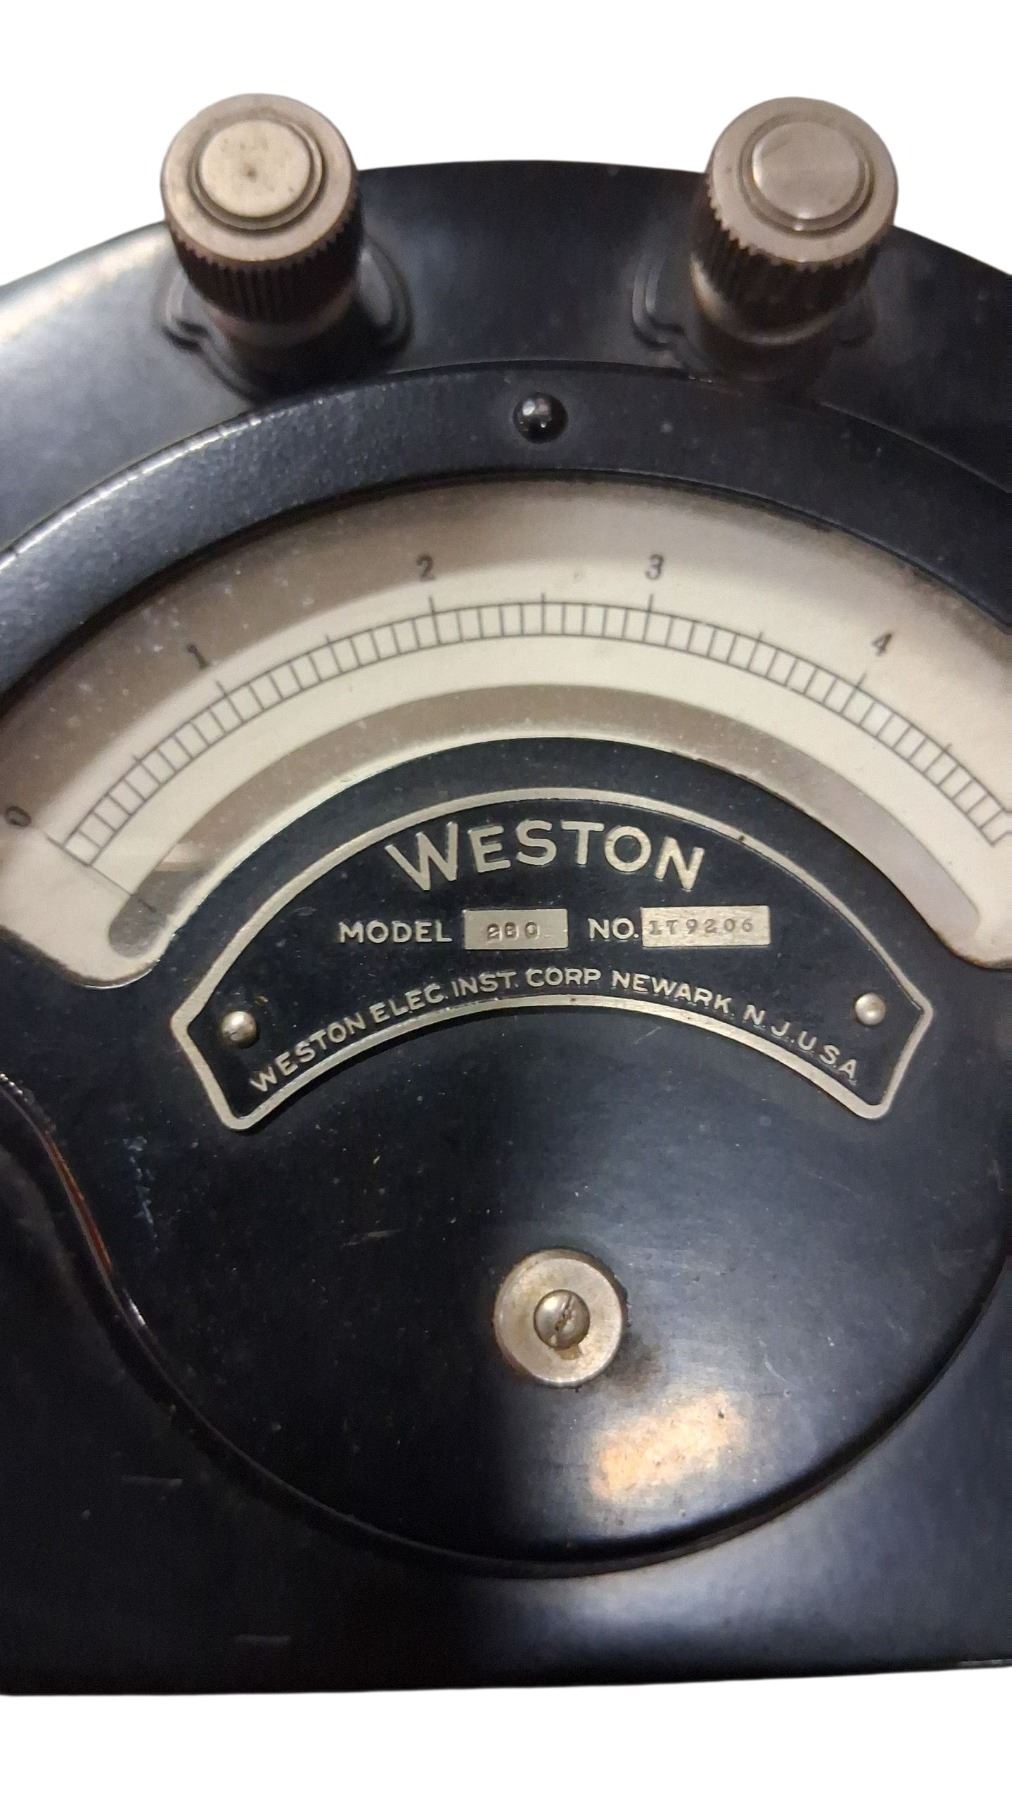 0 1 2 3 4
WESTON
MODEL 280 NO. 1T9206
WESTON ELEC. INST. CORP. NEWARK, N.J. U.S.A.